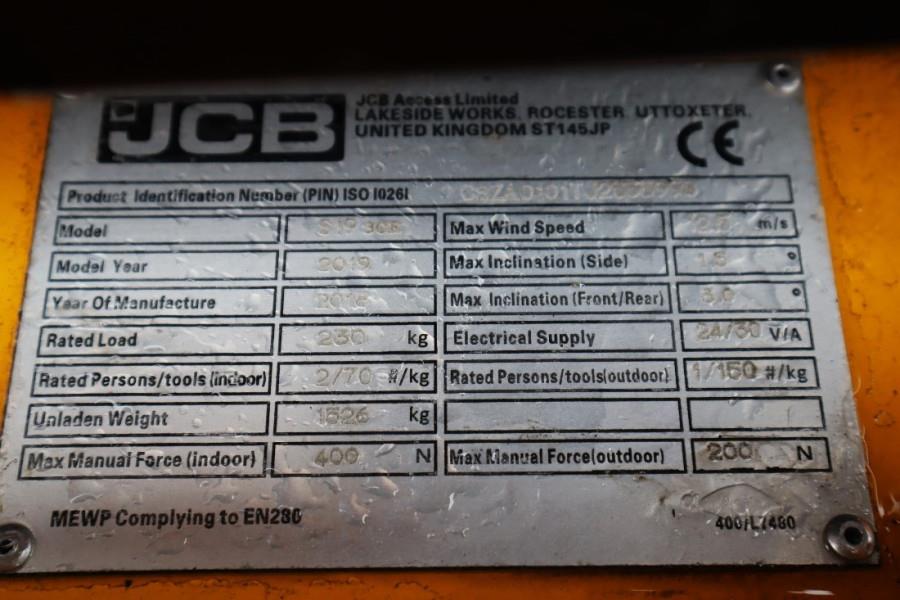 JCB
JCB Access Limited
LAKESIDE WORKS, ROCESTER, UTTOXETER,
UNITED KINGDOM ST145JP
CE
Product Identification Number (PIN) ISO 10261
Model Max Wind Speed m/s
Model Year 2019 Max Inclination (Side) 1.5 °
Year Of Manufacture 2018 Max Inclination (Front/Rear) 3.0 °
Rated Load 230 kg Electrical Supply 24/30 V/A
Rated Persons/tools (indoor) 2/70 #/kg Rated Persons/tools(outdoor) 1/150 #/kg
Unladen Weight 1526 kg
Max Manual Force (indoor) 400 N Max Manual Force(outdoor) 200 N
MEWP Complying to EN280 400/L7480